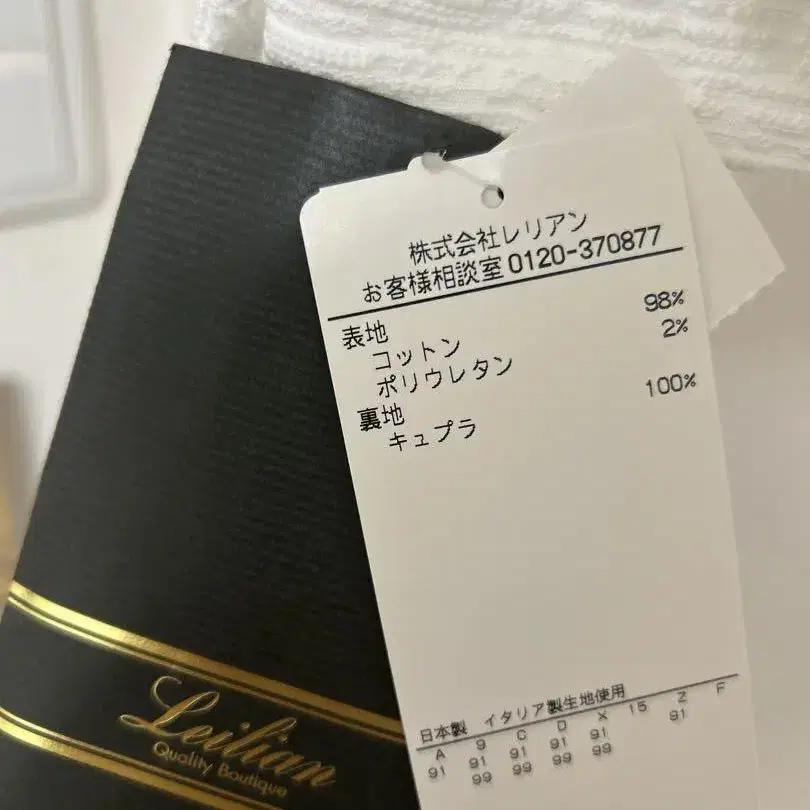 株式会社レリアン
お客様相談室 0120-370877
表地 98%
コットン 2%
ポリウレタン
裏地 100%
キュプラ
日本製 イタリア製生地使用
A 9 C D X 15 Z F
91 91 91 91 91 91
99 99 99 99
Leilian
Quality Boutique